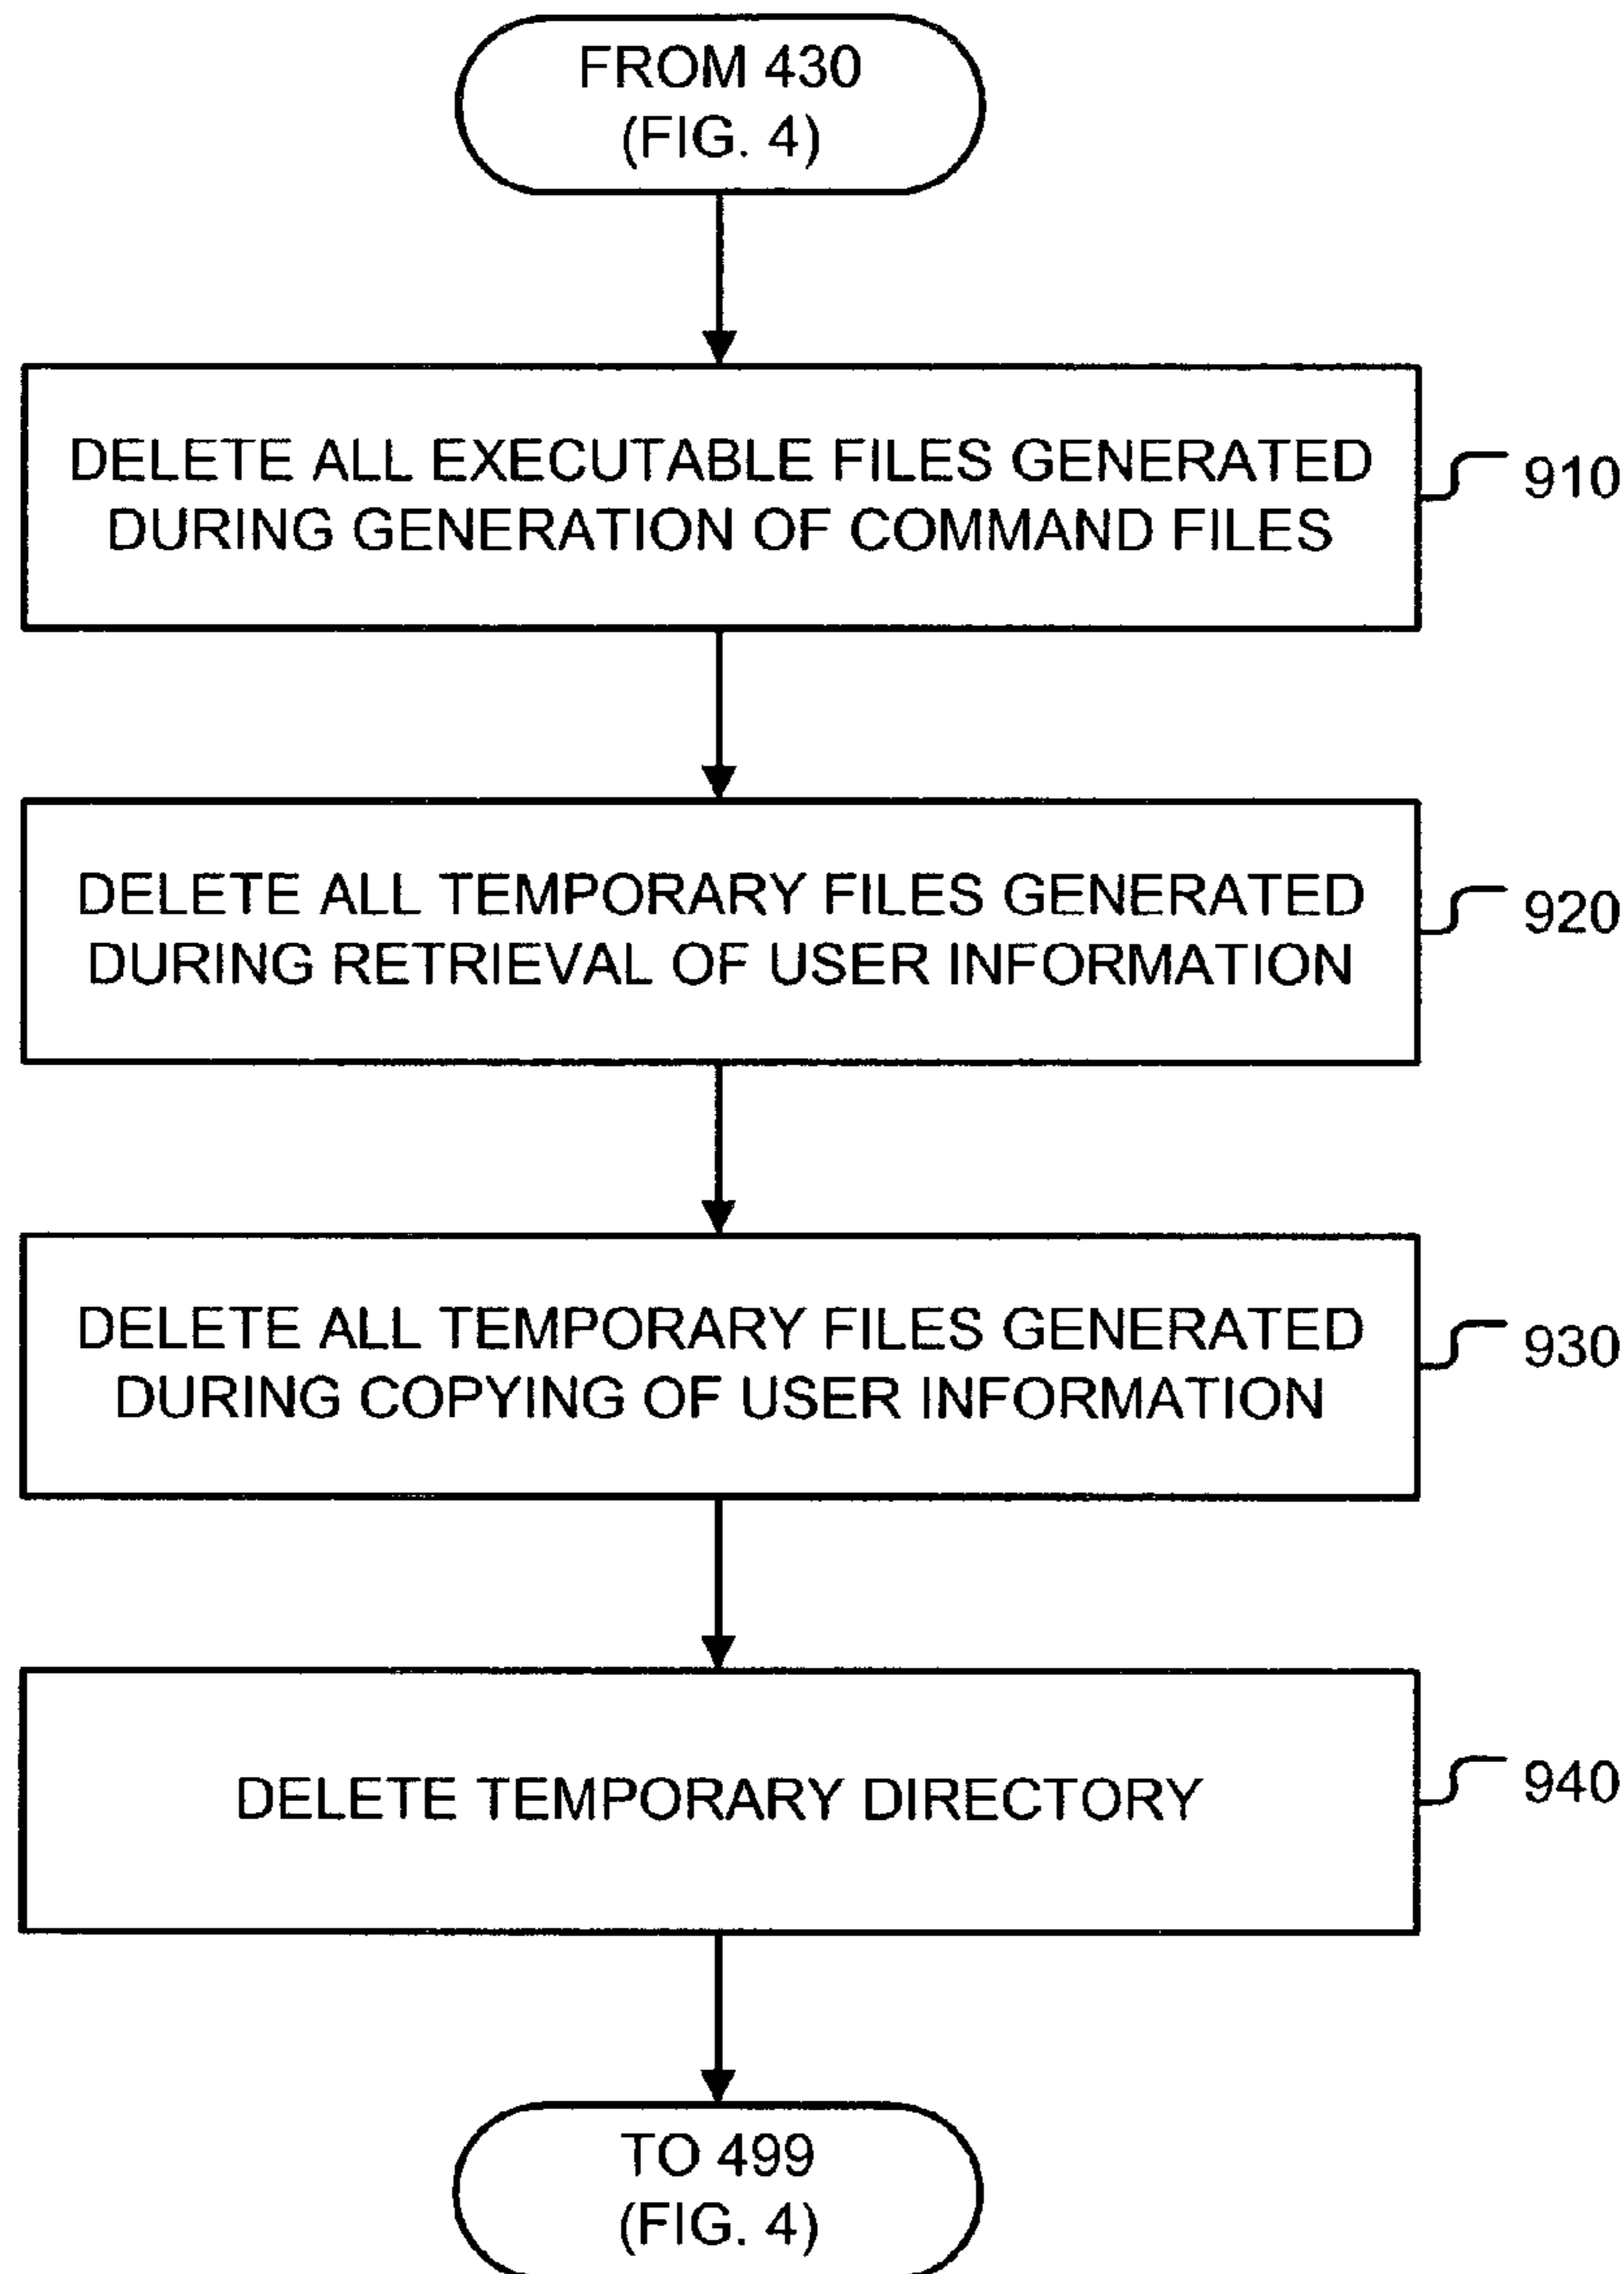 FROM 430
(FIG. 4)
DELETE ALL EXECUTABLE FILES GENERATED
DURING GENERATION OF COMMAND FILES
910
DELETE ALL TEMPORARY FILES GENERATED
DURING RETRIEVAL OF USER INFORMATION
920
DELETE ALL TEMPORARY FILES GENERATED
DURING COPYING OF USER INFORMATION
930
DELETE TEMPORARY DIRECTORY
940
TO 499
(FIG. 4)